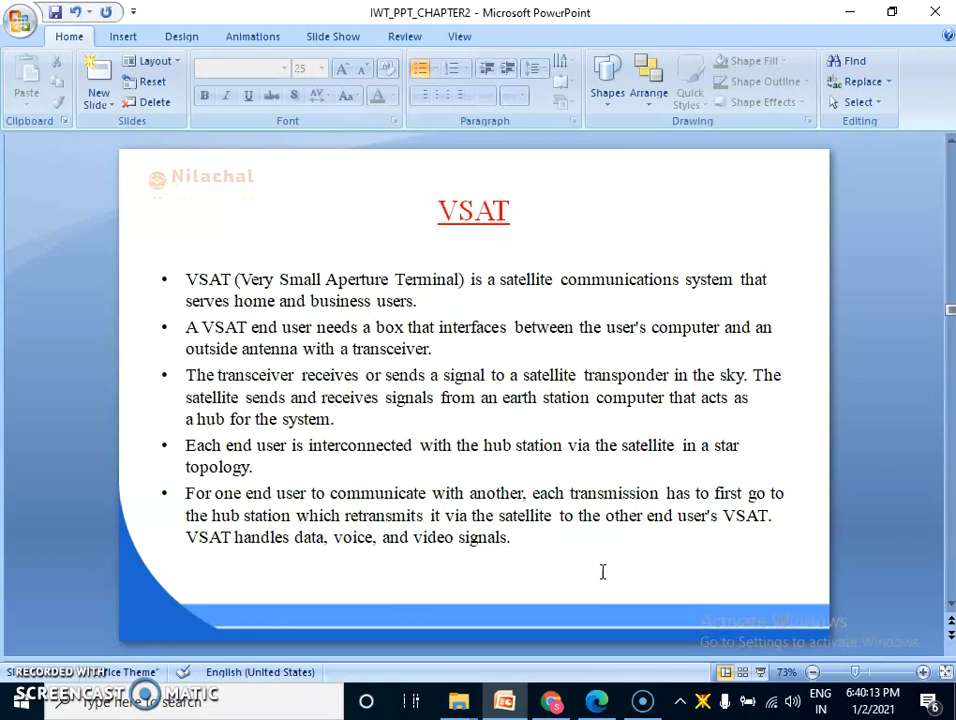 IWT_PPT_CHAPTER2 - Microsoft PowerPoint
Home Insert Design Animations Slide Show Review View
Paste New Slide Layout Reset Delete 25 Shapes Arrange Quick Styles Shape Fill Shape Outline Shape Effects Find Replace Select
Clipboard Slides Font Paragraph Drawing Editing
Nilachal
VSAT
• VSAT (Very Small Aperture Terminal) is a satellite communications system that
serves home and business users.
• A VSAT end user needs a box that interfaces between the user's computer and an
outside antenna with a transceiver.
• The transceiver receives or sends a signal to a satellite transponder in the sky. The
satellite sends and receives signals from an earth station computer that acts as
a hub for the system.
• Each end user is interconnected with the hub station via the satellite in a star
topology.
• For one end user to communicate with another, each transmission has to first go to
the hub station which retransmits it via the satellite to the other end user's VSAT.
VSAT handles data, voice, and video signals.
Activate Windows
Go to Settings to activate Windows.
RECORDED WITH
Theme" English (United States) 73%
SCREENCAST MATIC
Type here to search
ENG
IN
6:40:13 PM
1/2/2021
6